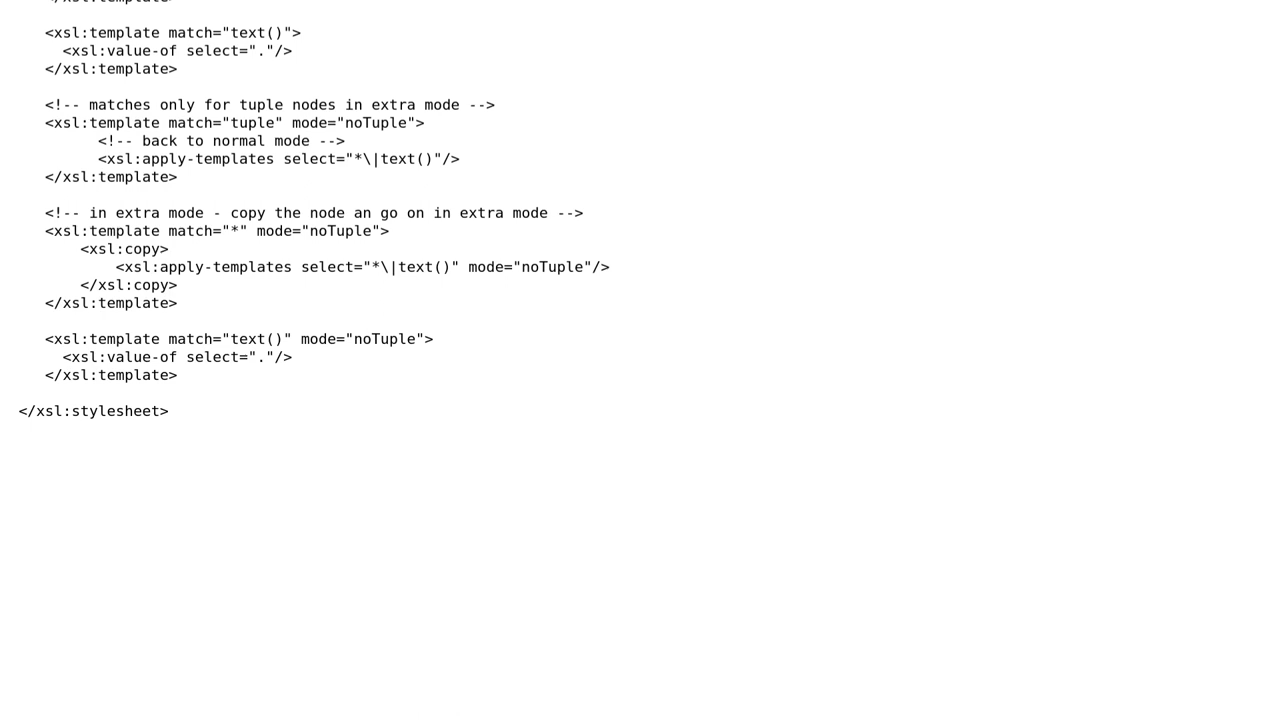 </xsl:template>
<xsl:template match="text()">
<xsl:value-of select="."/>
</xsl:template>
<!-- matches only for tuple nodes in extra mode -->
<xsl:template match="tuple" mode="noTuple">
<!-- back to normal mode -->
<xsl:apply-templates select="*\|text()"/>
</xsl:template>
<!-- in extra mode - copy the node an go on in extra mode -->
<xsl:template match="*" mode="noTuple">
<xsl:copy>
<xsl:apply-templates select="*\|text()" mode="noTuple"/>
</xsl:copy>
</xsl:template>
<xsl:template match="text()" mode="noTuple">
<xsl:value-of select="."/>
</xsl:template>
</xsl:stylesheet>